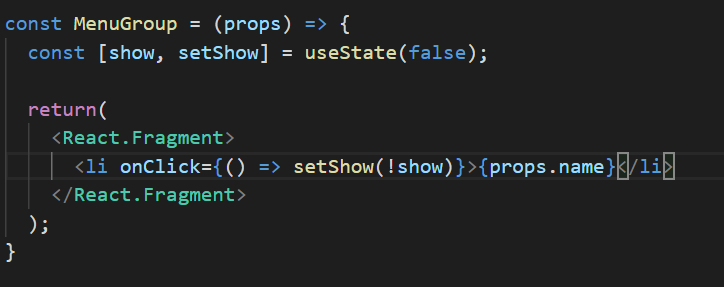 const MenuGroup = (props) => {
  const [show, setShow] = useState(false);

  return(
    <React.Fragment>
      <li onClick={() => setShow(!show)}>{props.name}</li>
    </React.Fragment>
  );
}